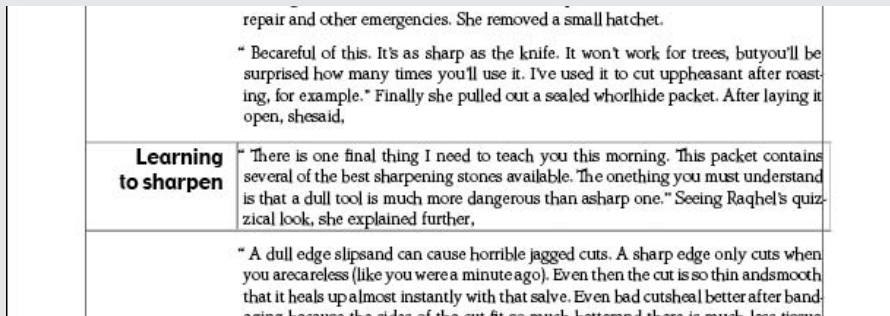 repair and other emergencies. She removed a small hatchet.
“ Becareful of this. It's as sharp as the knife. It won't work for trees, butyou'll be
surprised how many times you'll use it. I've used it to cut uppheasant after roast-
ing, for example." Finally she pulled out a sealed whorlhide packet. After laying it
open, shesaid,
Learning
to sharpen
“ There is one final thing I need to teach you this morning. This packet contains
several of the best sharpening stones available. The onething you must understand
is that a dull tool is much more dangerous than asharp one." Seeing Raqhel's quiz-
zical look, she explained further,
“ A dull edge slipsand can cause horrible jagged cuts. A sharp edge only cuts when
you arecareless (like you were a minute ago). Even then the cut is so thin andsmooth
that it heals upalmost instantly with that salve. Even bad cutsheal better after band-